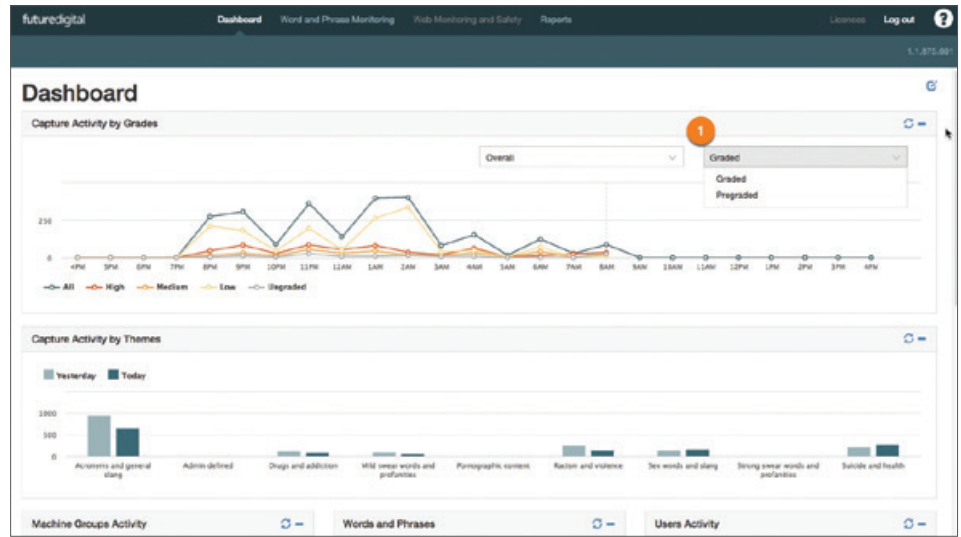 futuredigital Dashboard Word and Phrase Monitoring Web Monitoring and Safety Reports Licences Log out ?
1.1.875.691
Dashboard
Capture Activity by Grades
1
Overall Graded
Graded
Pregraded
250
0
4PM 5PM 6PM 7PM 8PM 9PM 10PM 11PM 12AM 1AM 2AM 3AM 4AM 5AM 6AM 7AM 8AM 9AM 10AM 11AM 12PM 1PM 2PM 3PM 4PM
All High Medium Low Ungraded
Capture Activity by Themes
Yesterday Today
1000
500
0
Acronyms and general slang
Admin defined
Drugs and addiction
Mild swear words and profanities
Pornographic content
Racism and violence
Sex words and slang
Strong swear words and profanities
Suicide and health
Machine Groups Activity Words and Phrases Users Activity